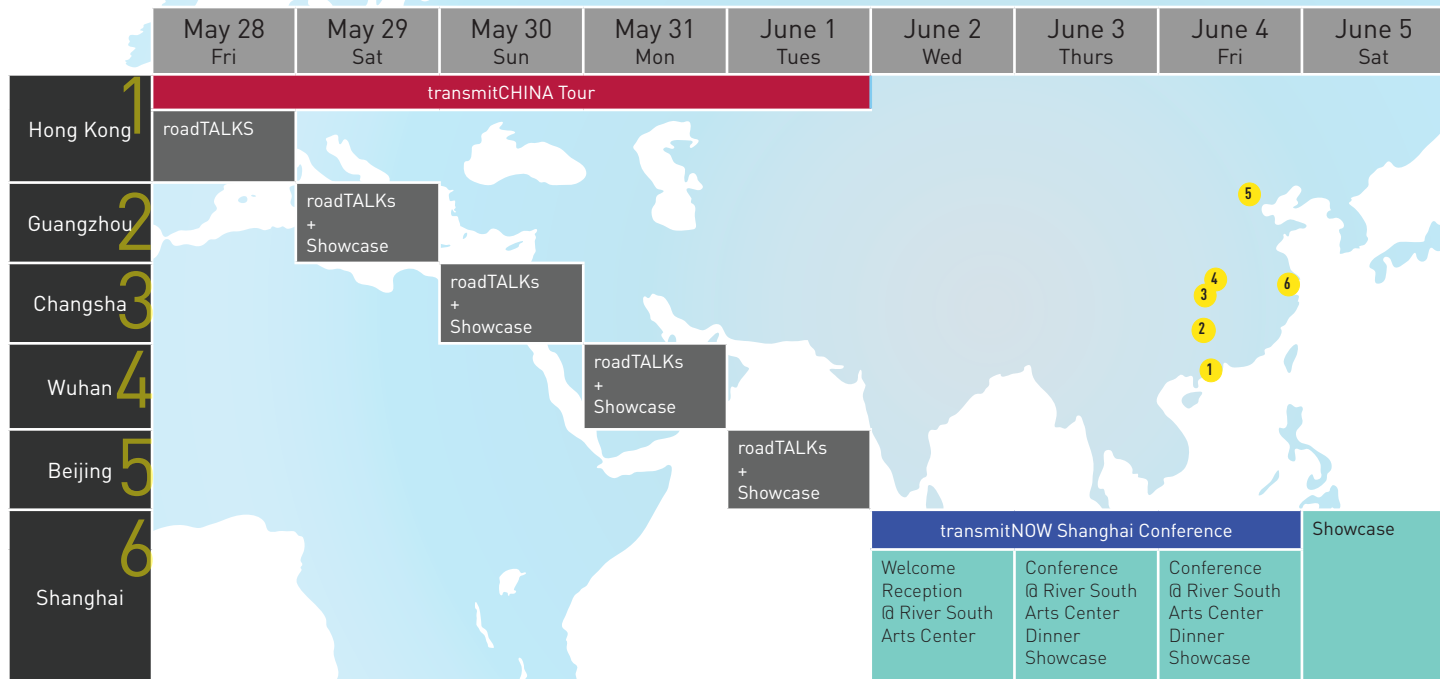 May 28
Fri
May 29
Sat
May 30
Sun
May 31
Mon
June 1
Tues
June 2
Wed
June 3
Thurs
June 4
Fri
June 5
Sat
1
Hong Kong
transmitCHINA Tour
roadTALKS
2
Guangzhou
roadTALKs
+
Showcase
3
Changsha
roadTALKs
+
Showcase
4
Wuhan
roadTALKs
+
Showcase
5
Beijing
roadTALKs
+
Showcase
6
Shanghai
transmitNOW Shanghai Conference
Welcome
Reception
@ River South
Arts Center
Conference
@ River South
Arts Center
Dinner
Showcase
Conference
@ River South
Arts Center
Dinner
Showcase
Showcase
5
4
6
3
2
1